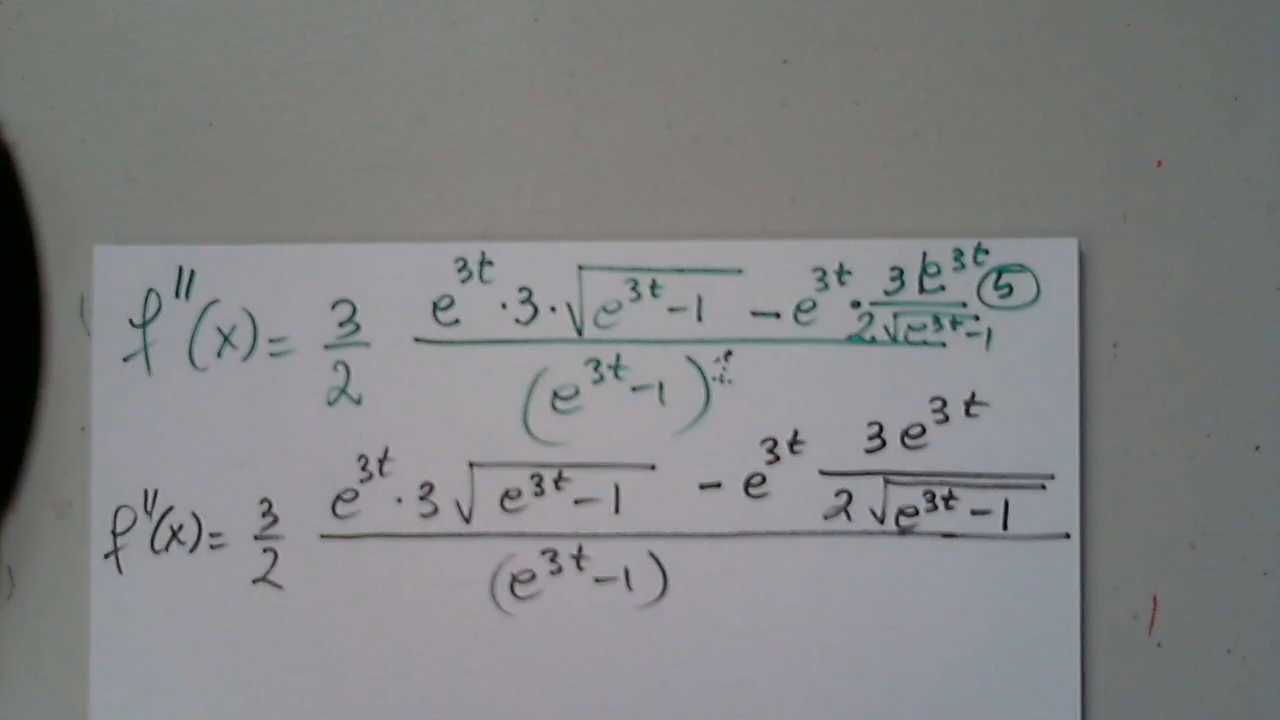 f''(x) = 3/2 (e^{3t} · 3 · √(e^{3t} - 1) - e^{3t} · 3e^{3t} / (2√(e^{3t} - 1))) / (e^{3t} - 1) (5)
f''(x) = 3/2 (e^{3t} · 3 √(e^{3t} - 1) - e^{3t} 3e^{3t} / (2√(e^{3t} - 1))) / (e^{3t} - 1)